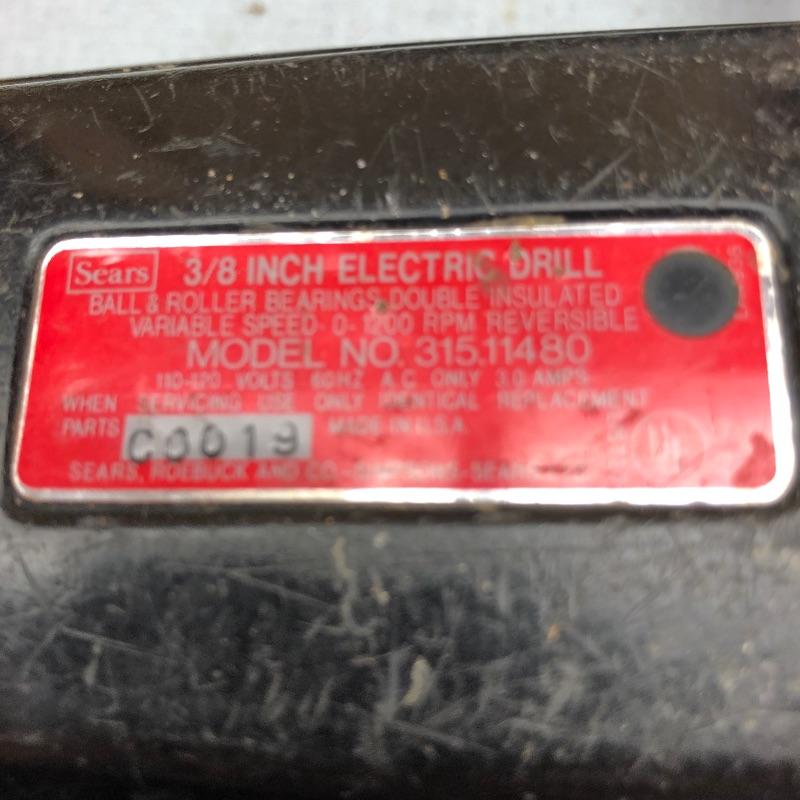 Sears 3/8 INCH ELECTRIC DRILL
BALL & ROLLER BEARINGS DOUBLE INSULATED
VARIABLE SPEED 0-1200 RPM REVERSIBLE
MODEL NO. 315.11480
110-120 VOLTS 60HZ A.C. ONLY 3.0 AMPS
WHEN SERVICING USE ONLY IDENTICAL REPLACEMENT
PARTS C0019 MADE IN U.S.A.
SEARS, ROEBUCK AND CO.